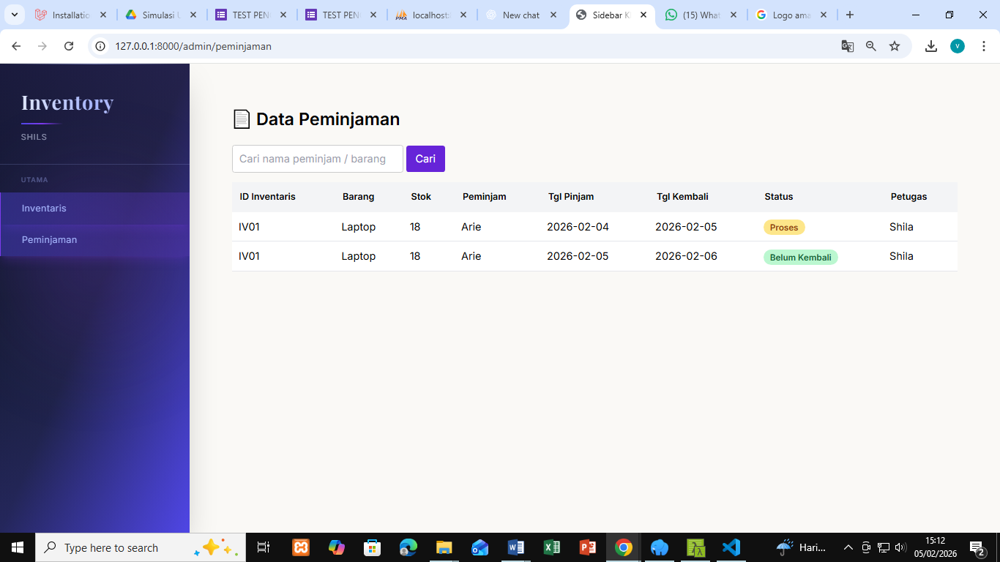 Installatio
Simulasi U
TEST PEN
TEST PEN
localhost
New chat
Sidebar K
(15) What
Logo ama
127.0.0.1:8000/admin/peminjaman
V
Inventory
SHILS
UTAMA
Inventaris
Peminjaman
Data Peminjaman
Cari nama peminjam / barang Cari
ID Inventaris Barang Stok Peminjam Tgl Pinjam Tgl Kembali Status Petugas
IV01 Laptop 18 Arie 2026-02-04 2026-02-05 Proses Shila
IV01 Laptop 18 Arie 2026-02-05 2026-02-06 Belum Kembali Shila
Type here to search
Hari...
15:12
05/02/2026
2